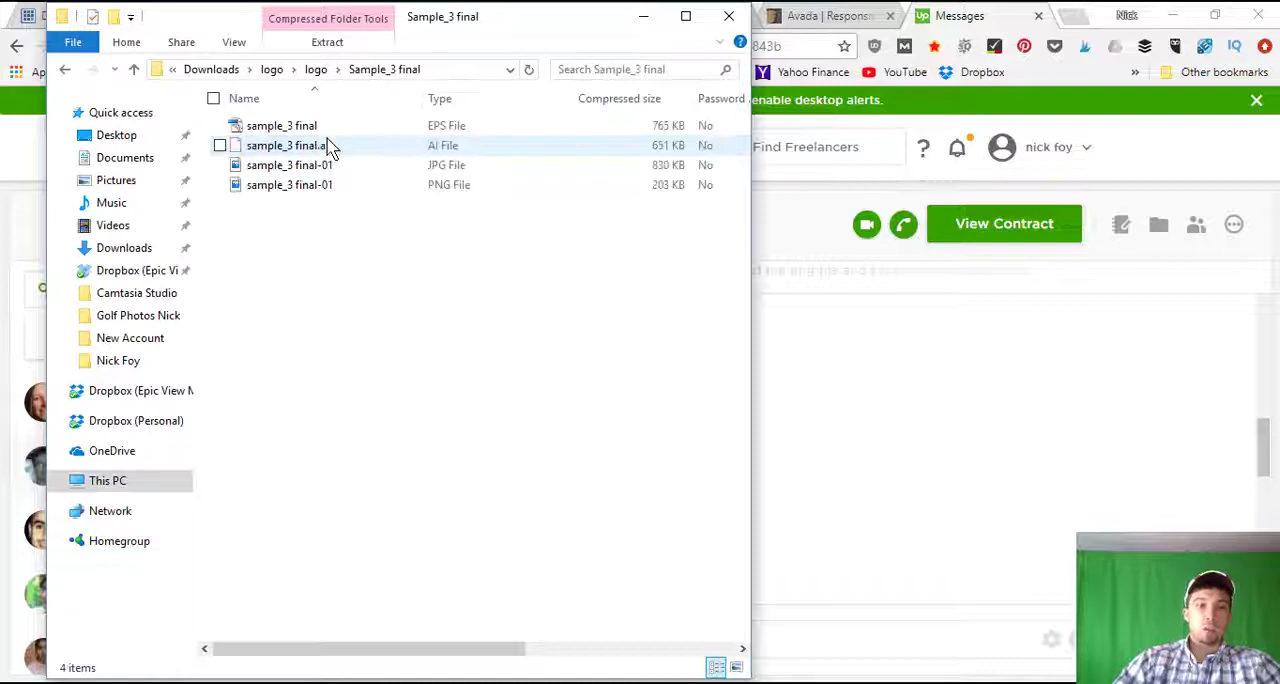 Compressed Folder Tools
Sample_3 final
File
Home
Share
View
Extract
Downloads
logo
logo
Sample_3 final
Search Sample_3 final
Name
Type
Compressed size
Password
sample_3 final
EPS File
765 KB
No
sample_3 final.a
AI File
651 KB
No
sample_3 final-01
JPG File
830 KB
No
sample_3 final-01
PNG File
203 KB
No
Quick access
Desktop
Documents
Pictures
Music
Videos
Downloads
Dropbox (Epic Vi
Camtasia Studio
Golf Photos Nick
New Account
Nick Foy
Dropbox (Epic View M
Dropbox (Personal)
OneDrive
This PC
Network
Homegroup
4 items
Avada | Respons
Up
Messages
Nick
843b
IQ
Ap
Yahoo Finance
YouTube
Dropbox
»
Other bookmarks
enable desktop alerts.
Find Freelancers
nick foy
View Contract